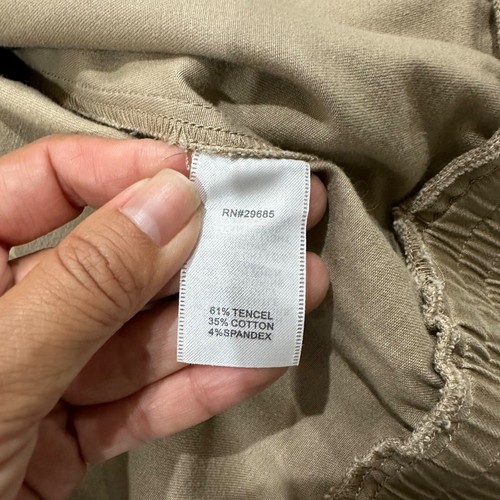 RN#29685
61% TENCEL
35% COTTON
4%SPANDEX